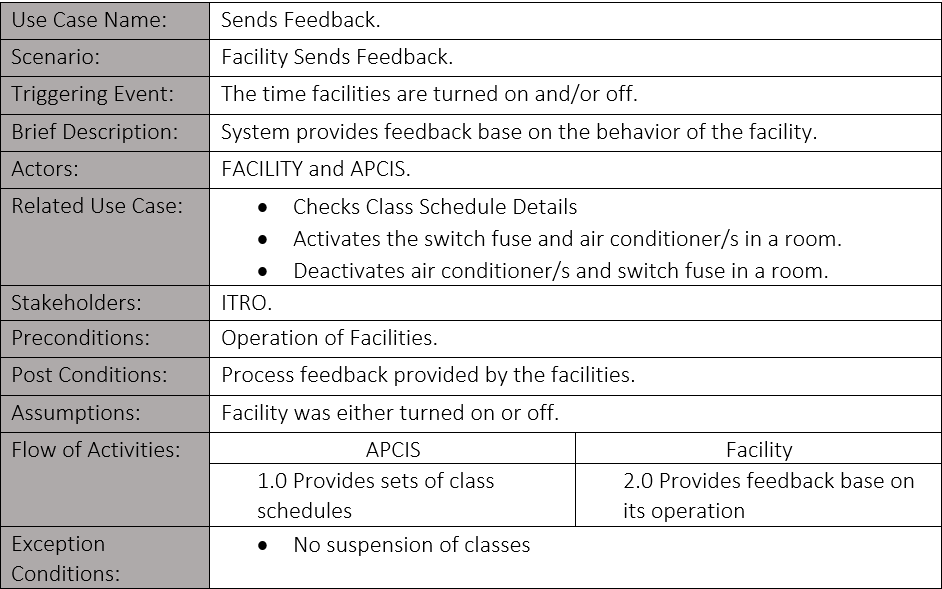 Use Case Name: Sends Feedback.
Scenario: Facility Sends Feedback.
Triggering Event: The time facilities are turned on and/or off.
Brief Description: System provides feedback base on the behavior of the facility.
Actors: FACILITY and APCIS.
Related Use Case: • Checks Class Schedule Details
• Activates the switch fuse and air conditioner/s in a room.
• Deactivates air conditioner/s and switch fuse in a room.
Stakeholders: ITRO.
Preconditions: Operation of Facilities.
Post Conditions: Process feedback provided by the facilities.
Assumptions: Facility was either turned on or off.
Flow of Activities: APCIS Facility
1.0 Provides sets of class
schedules
2.0 Provides feedback base on
its operation
Exception
Conditions:
• No suspension of classes